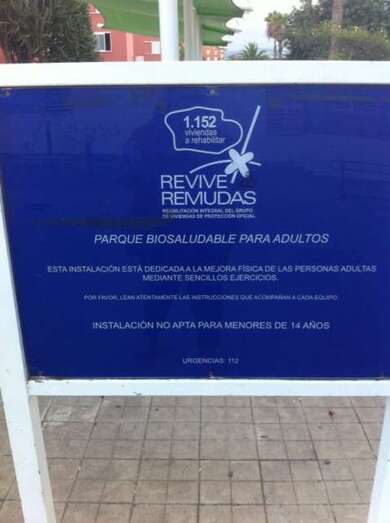 1.152
viviendas
a rehabilitar
REVIVE
REMUDAS
REHABILITACIÓN INTEGRAL DEL GRUPO
DE VIVIENDAS DE PROTECCIÓN OFICIAL
PARQUE BIOSALUDABLE PARA ADULTOS
ESTA INSTALACIÓN ESTÁ DEDICADA A LA MEJORA FÍSICA DE LAS PERSONAS ADULTAS
MEDIANTE SENCILLOS EJERCICIOS.
POR FAVOR, LEAN ATENTAMENTE LAS INSTRUCCIONES QUE ACOMPAÑAN A CADA EQUIPO.
INSTALACIÓN NO APTA PARA MENORES DE 14 AÑOS
URGENCIAS: 112